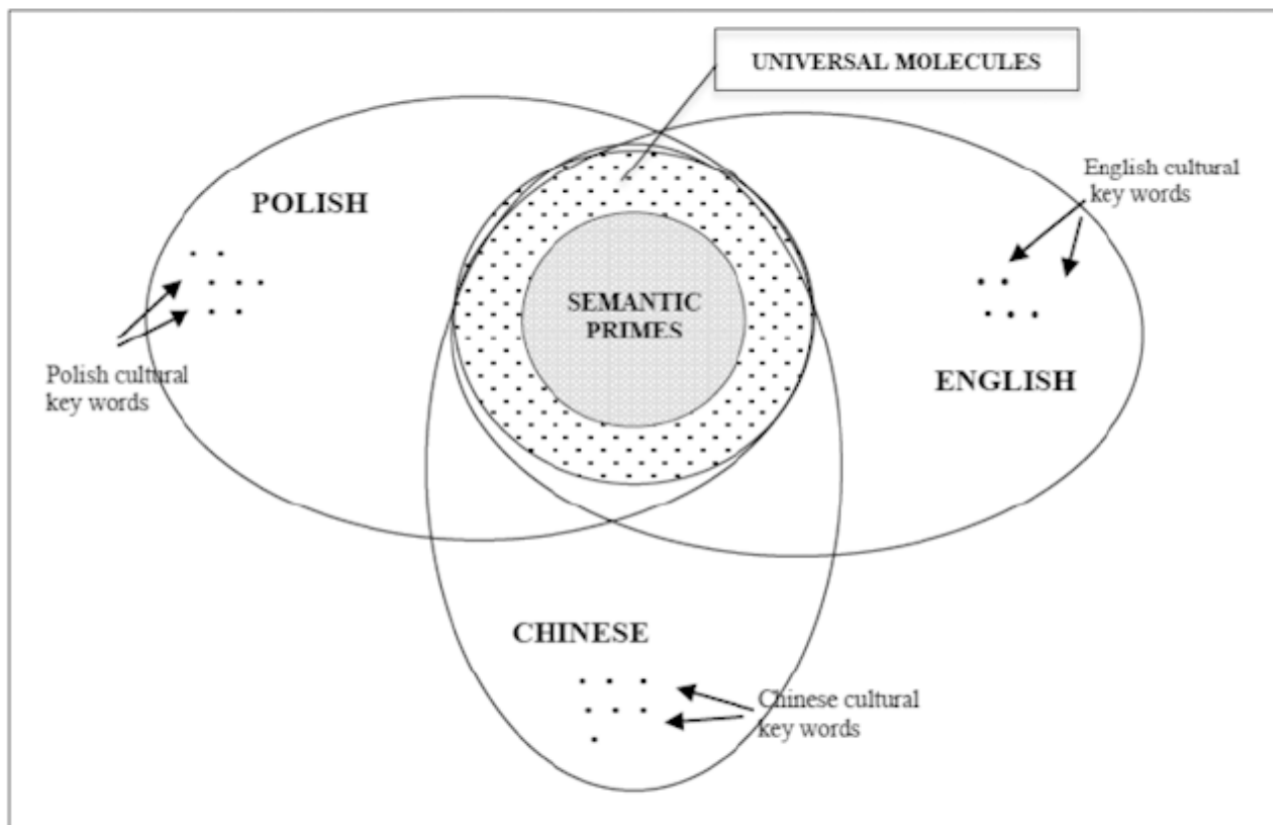 UNIVERSAL MOLECULES
POLISH
English cultural
key words
SEMANTIC
PRIMES
Polish cultural
key words
ENGLISH
CHINESE
Chinese cultural
key words